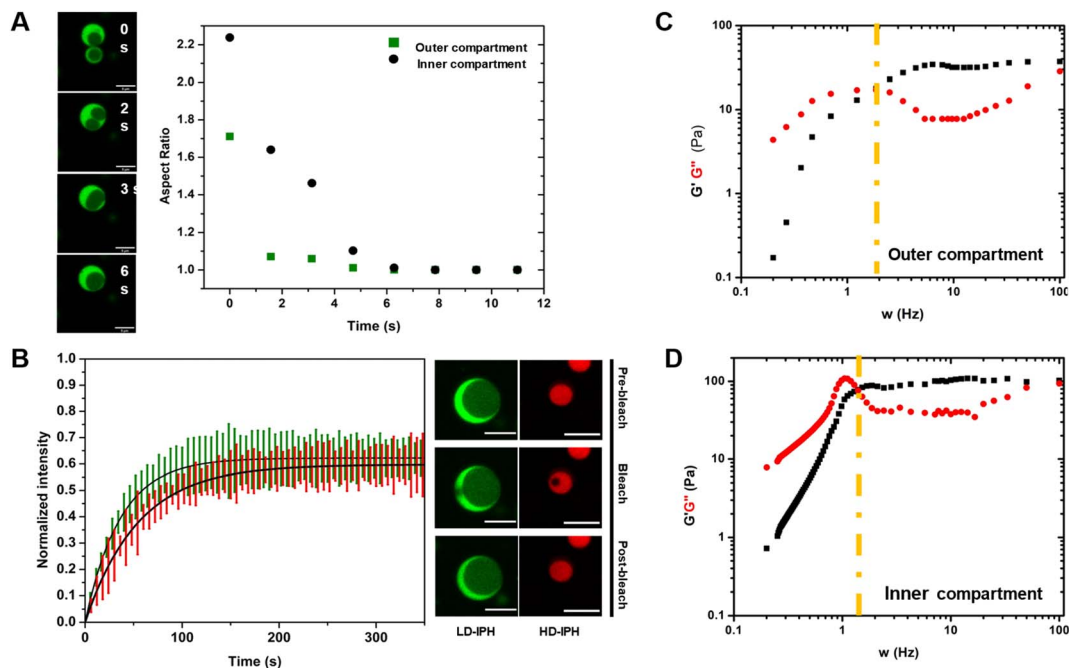 A
0
s
2
s
3 s
6
s
Aspect Ratio
2.2
2.0
1.8
1.6
1.4
1.2
1.0
Outer compartment
Inner compartment
0 2 4 6 8 10 12
Time (s)
B
Normalized intensity
1.0
0.9
0.8
0.7
0.6
0.5
0.4
0.3
0.2
0.1
0.0
0 100 200 300
Time (s)
Pre-bleach
Bleach
Post-bleach
LD-IPH HD-IPH
C
G' G" (Pa)
100
10
1
0.1
Outer compartment
0.1 1 10 100
w (Hz)
D
G'G" (Pa)
100
10
1
0.1
Inner compartment
0.1 1 10 100
w (Hz)